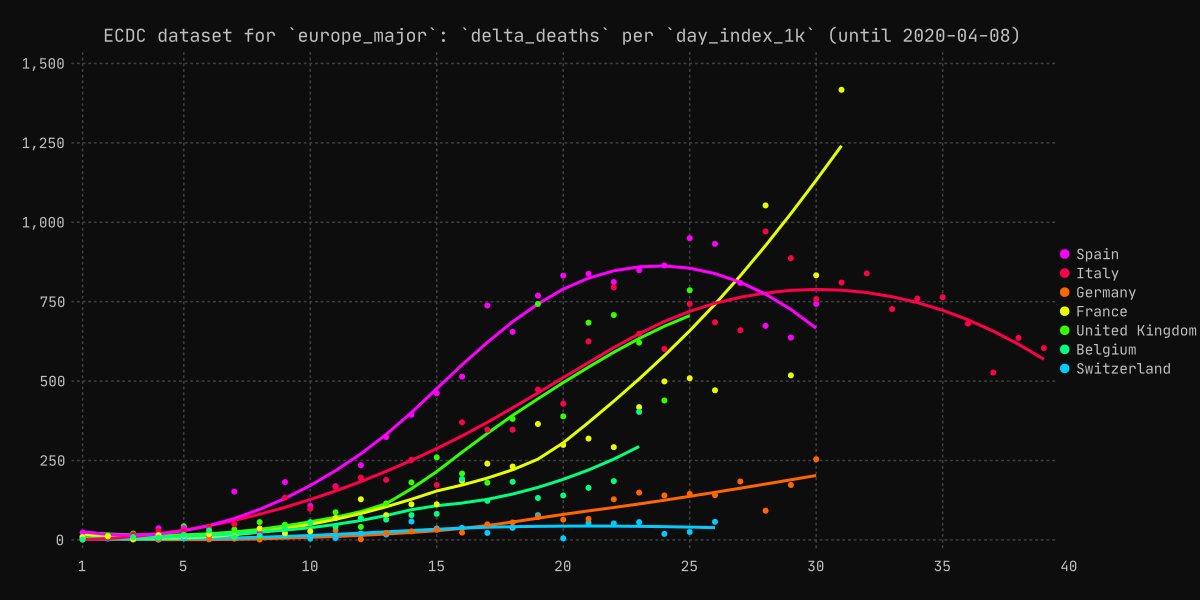 ECDC dataset for `europe_major`: `delta_deaths` per `day_index_1k` (until 2020-04-08)
1,500
1,250
1,000
750
500
250
0
1 5 10 15 20 25 30 35 40
Spain
Italy
Germany
France
United Kingdom
Belgium
Switzerland